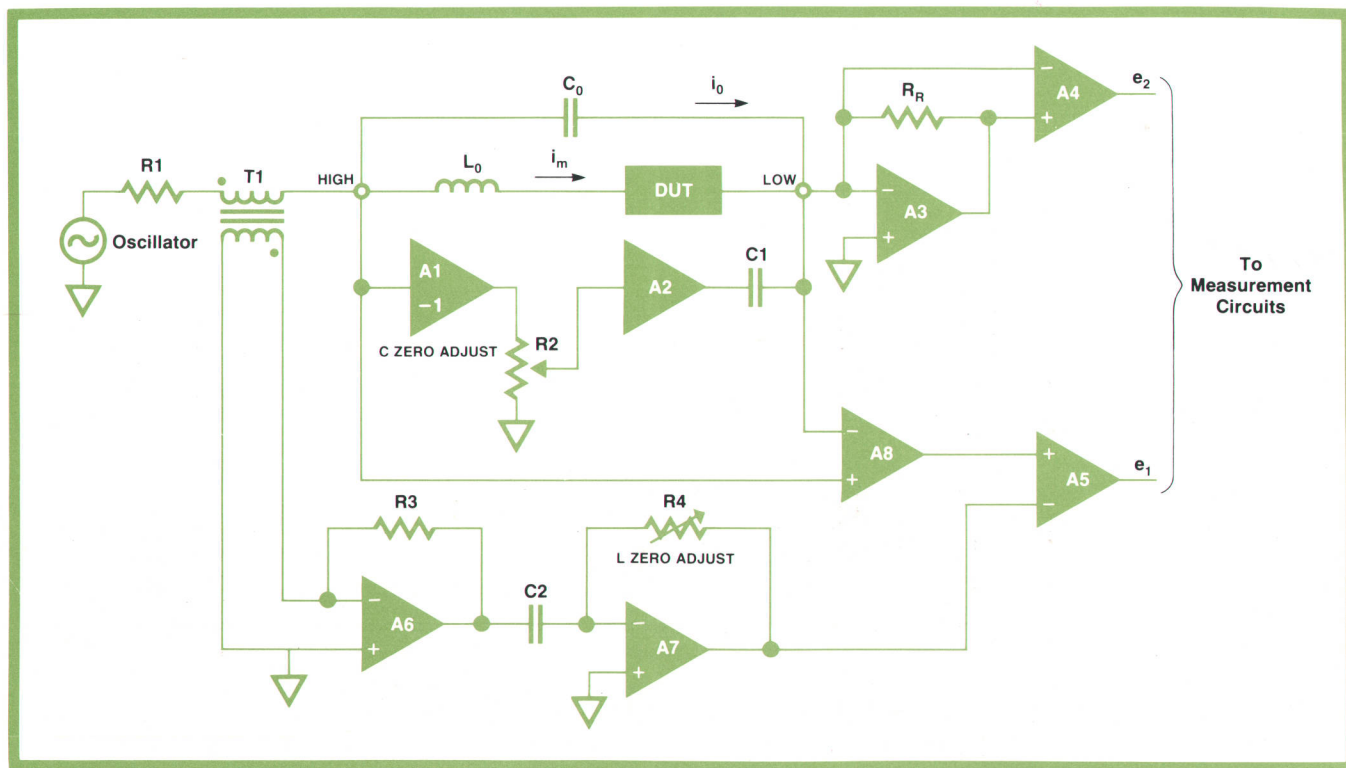 R1
T1
Oscillator
HIGH
C0
i0
L0
im
DUT
LOW
A1
−1
C ZERO ADJUST
R2
A2
C1
RR
−
+
A3
−
+
A4
e2
To
Measurement
Circuits
−
+
A8
+
−
A5
e1
R3
−
+
A6
C2
R4
L ZERO ADJUST
−
+
A7